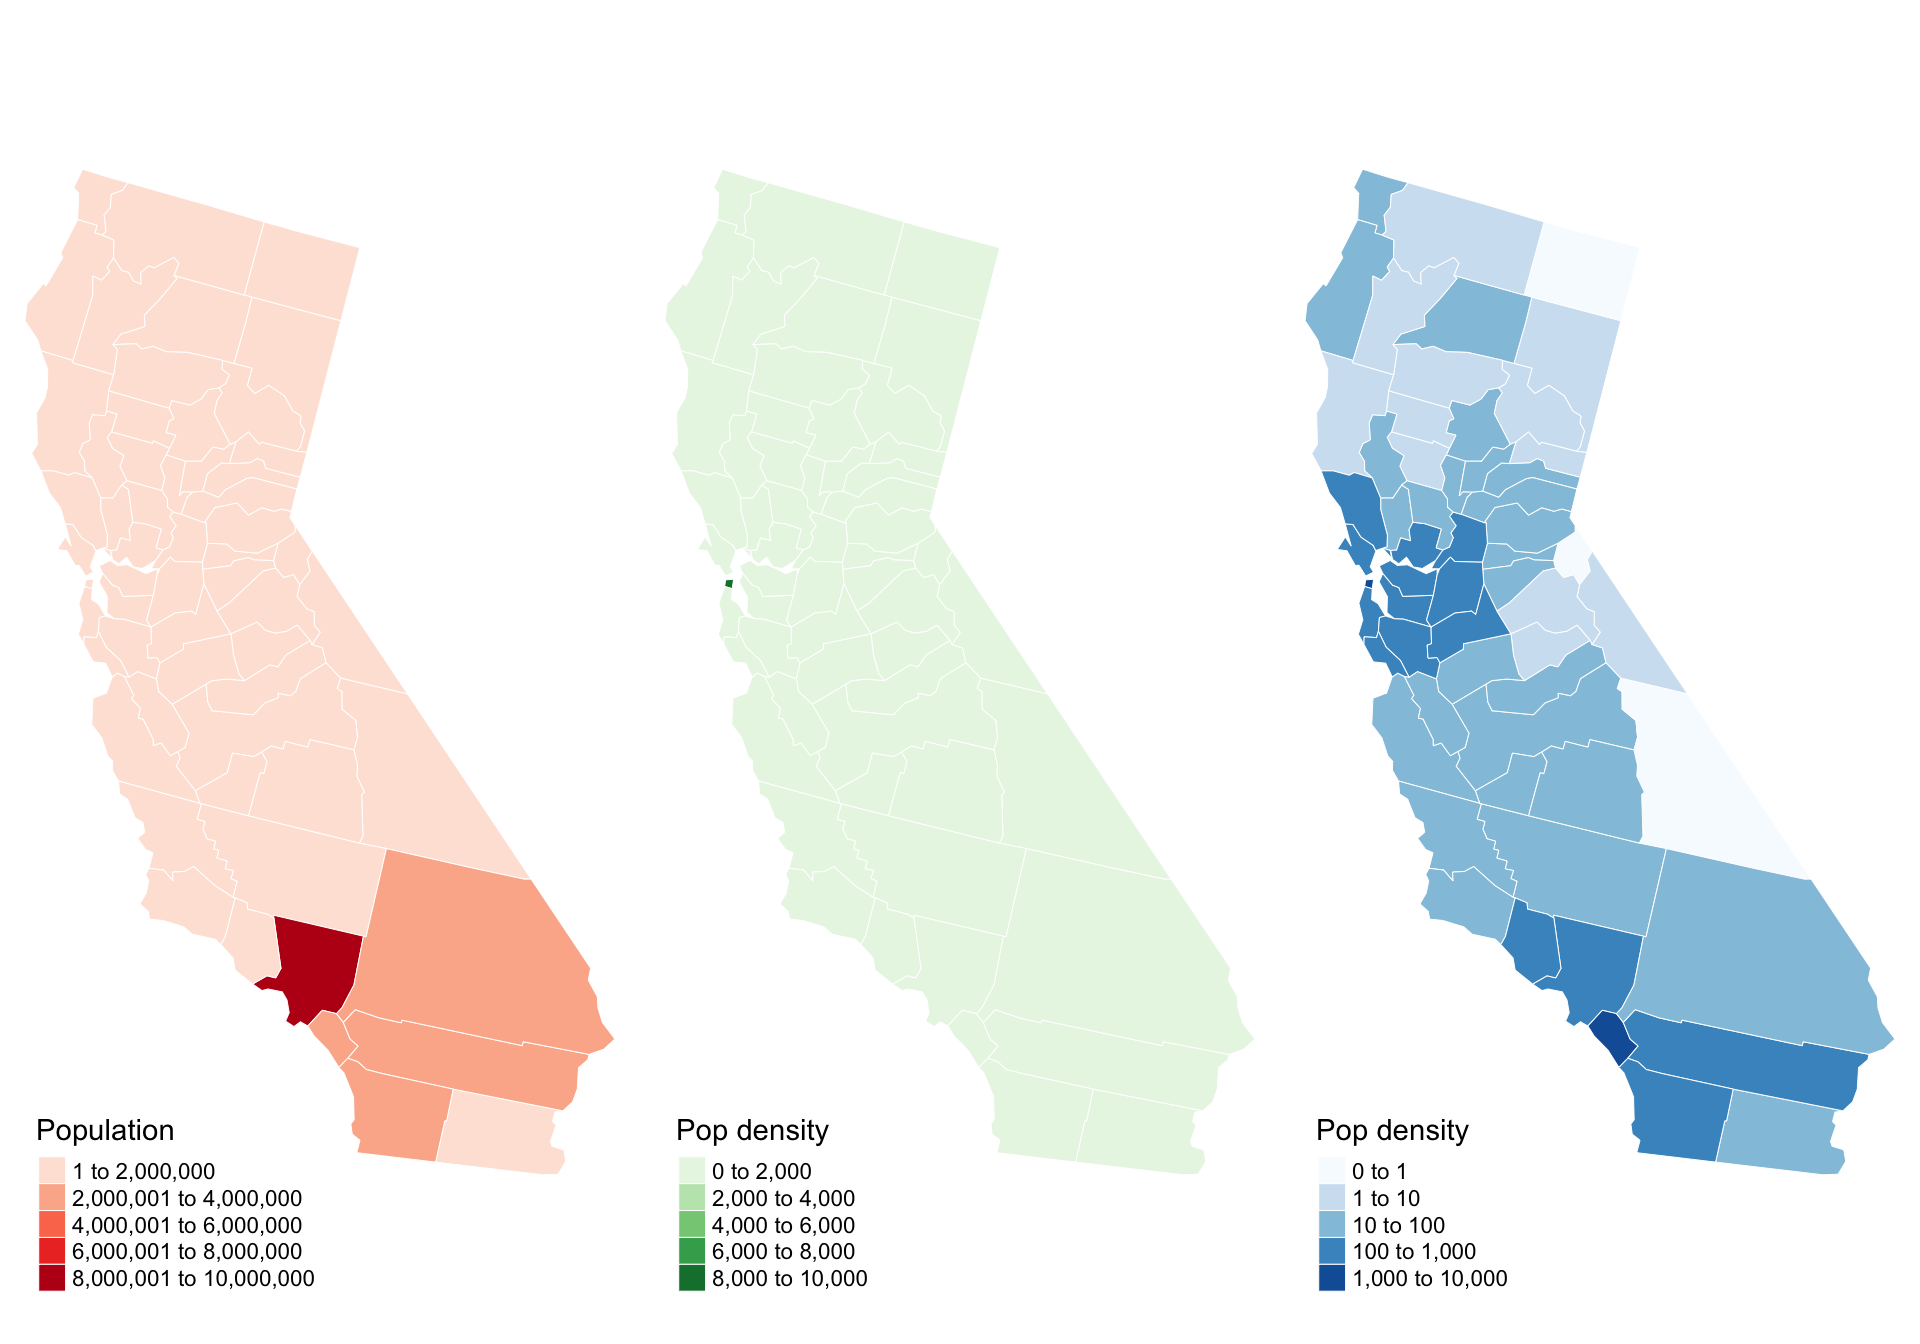 Population
1 to 2,000,000
2,000,001 to 4,000,000
4,000,001 to 6,000,000
6,000,001 to 8,000,000
8,000,001 to 10,000,000
Pop density
0 to 2,000
2,000 to 4,000
4,000 to 6,000
6,000 to 8,000
8,000 to 10,000
Pop density
0 to 1
1 to 10
10 to 100
100 to 1,000
1,000 to 10,000